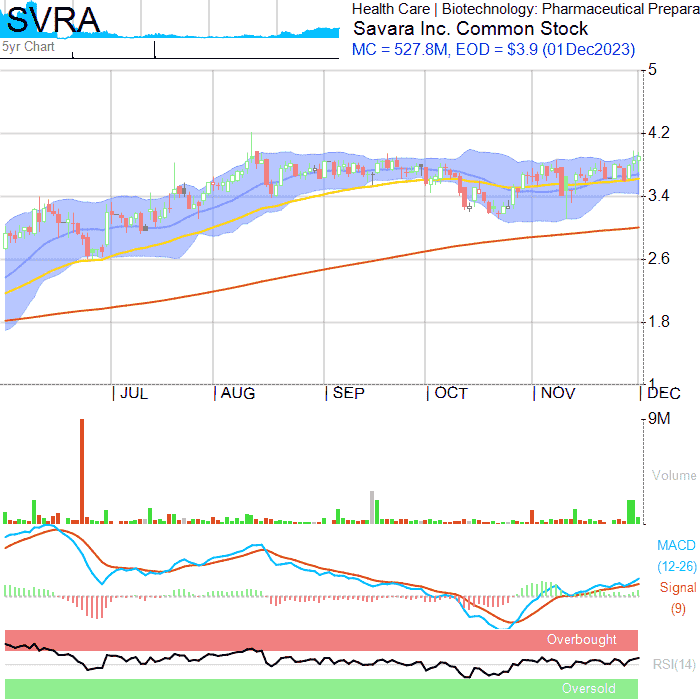 SVRA
Health Care | Biotechnology: Pharmaceutical Prepara
Savara Inc. Common Stock
5yr Chart
MC = 527.8M, EOD = $3.9 (01Dec2023)
5
4.2
3.4
2.6
1.8
1
JUL AUG SEP OCT NOV DEC
9M
Volume
MACD
(12-26)
Signal
(9)
Overbought
RSI(14)
Oversold